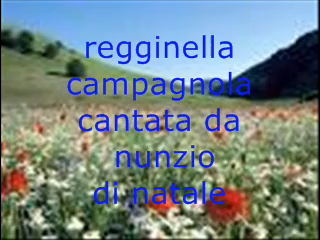 regginella
campagnola
cantata da
nunzio
di natale